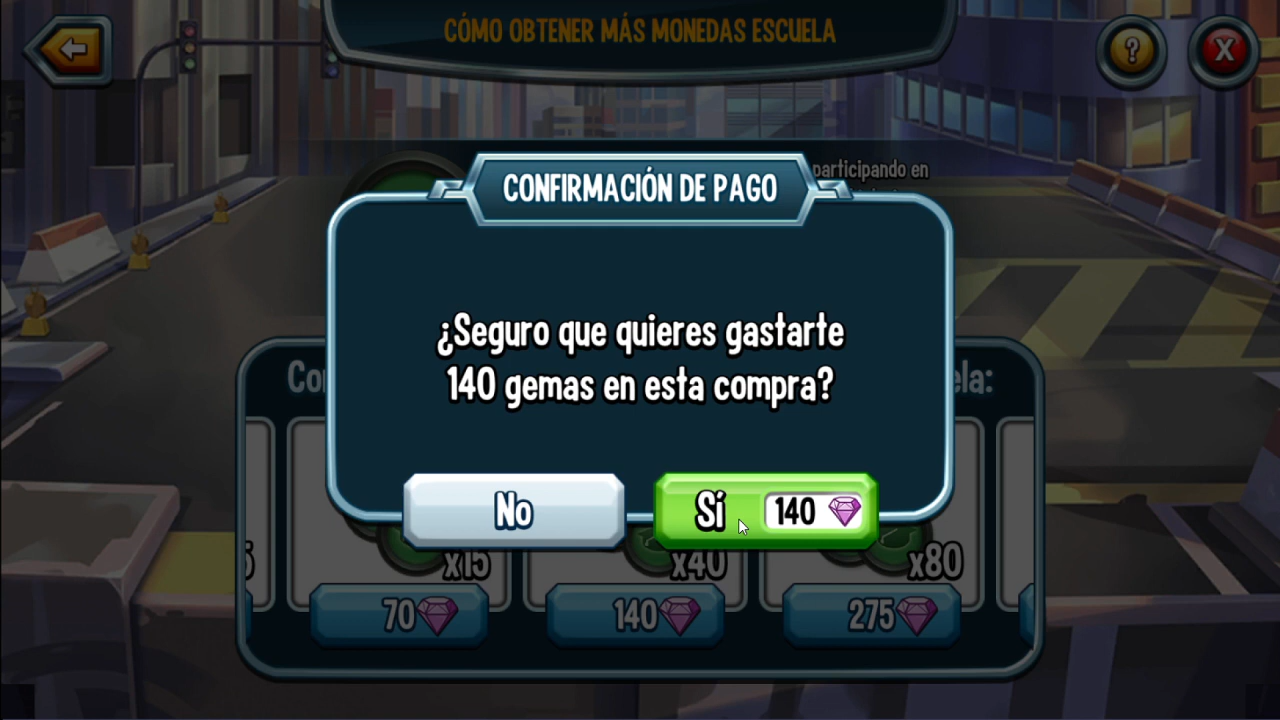 CÓMO OBTENER MÁS MONEDAS ESCUELA
?
X
participando en
CONFIRMACIÓN DE PAGO
¿Seguro que quieres gastarte
140 gemas en esta compra?
No
Sí 140
x15
x40
x80
70
140
275